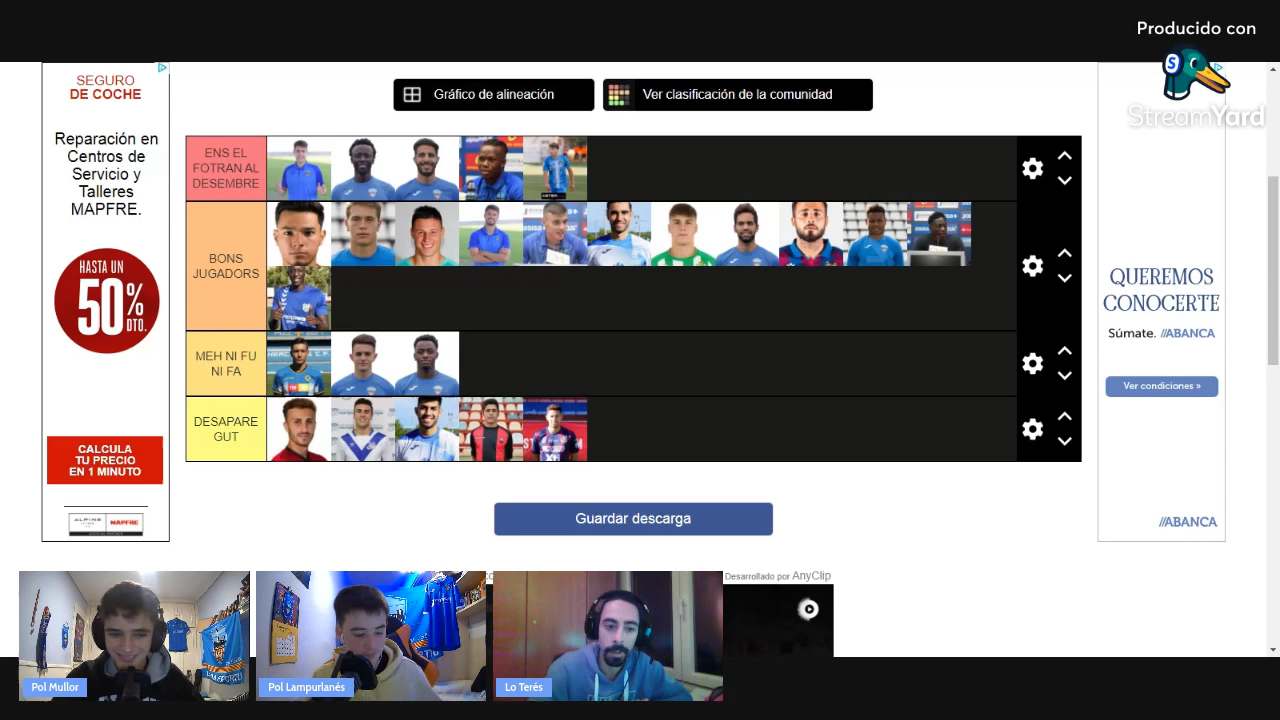 Producido con
StreamYard
SEGURO
DE COCHE
Reparación en
Centros de
Servicio y
Talleres
MAPFRE.
HASTA UN
50%
DTO.
CALCULA
TU PRECIO
EN 1 MINUTO
ALPINE
MAPFRE
Gráfico de alineación
Ver clasificación de la comunidad
ENS EL
FOTRAN AL
DESEMBRE
BONS
JUGADORS
MEH NI FU
NI FA
DESAPARE
GUT
Guardar descarga
QUEREMOS
CONOCERTE
Súmate. //ABANCA
Ver condiciones »
//ABANCA
Desarrollado por AnyClip
Pol Mullor
Pol Lampurlanés
Lo Terés